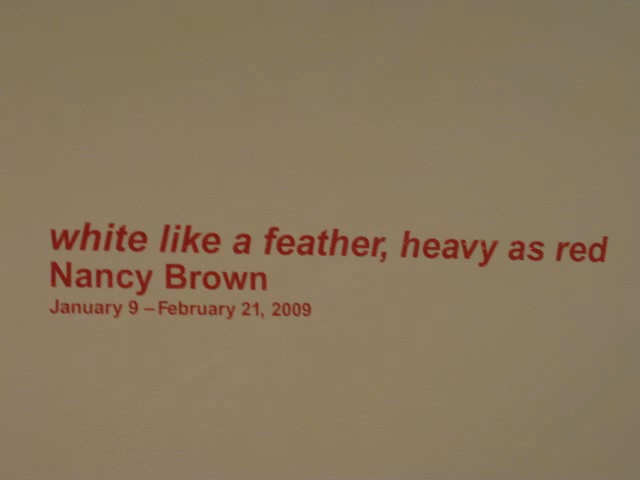 white like a feather, heavy as red
Nancy Brown
January 9 – February 21, 2009